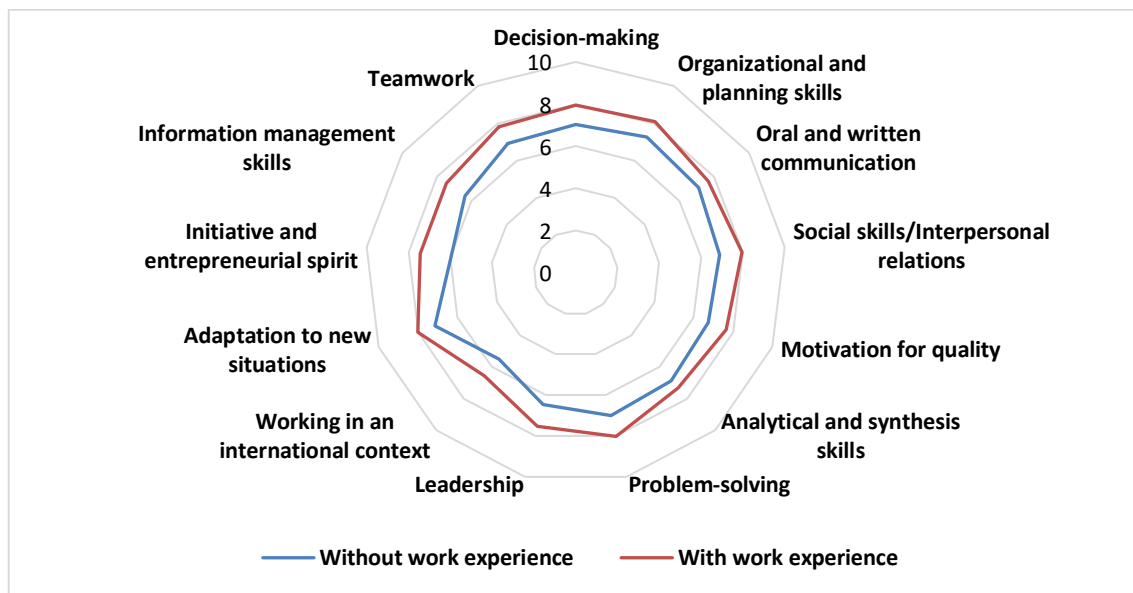 Decision-making
Organizational and
planning skills
Oral and written
communication
Social skills/Interpersonal
relations
Motivation for quality
Analytical and synthesis
skills
Problem-solving
Leadership
Working in an
international context
Adaptation to new
situations
Initiative and
entrepreneurial spirit
Information management
skills
Teamwork
10
8
6
4
2
0
Without work experience
With work experience